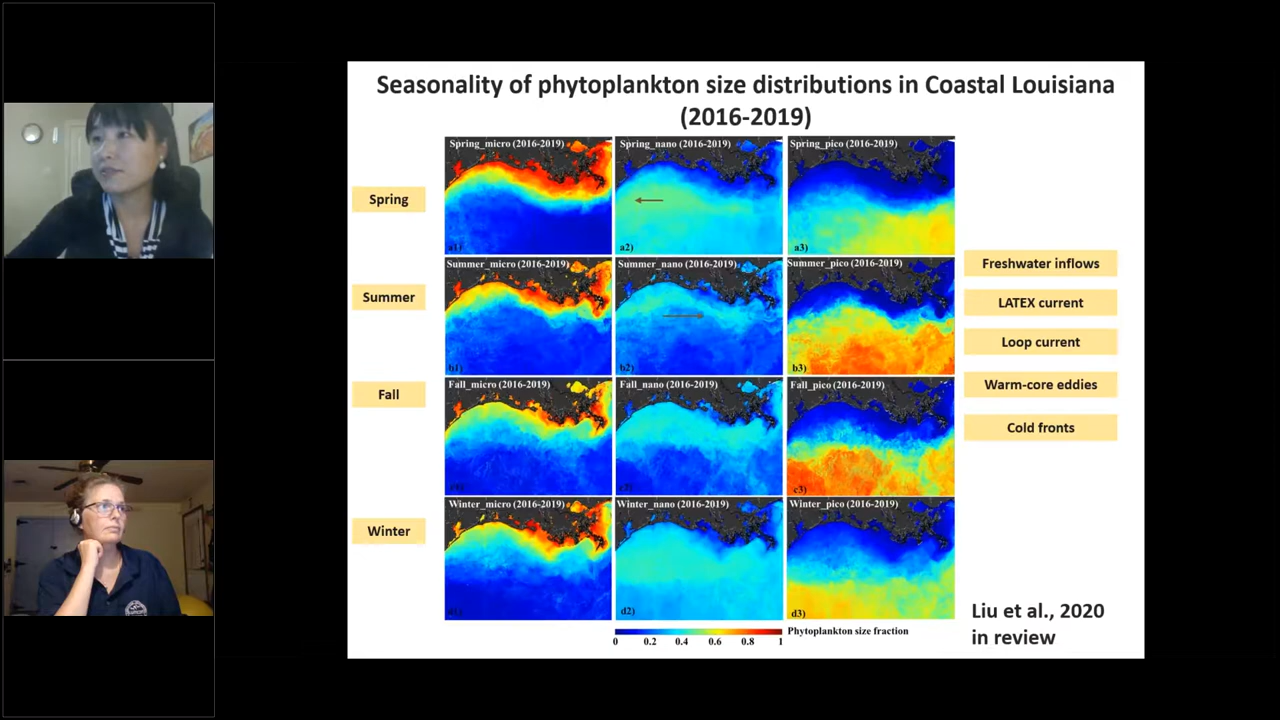 Seasonality of phytoplankton size distributions in Coastal Louisiana
(2016-2019)
Spring
Summer
Fall
Winter
Spring_micro (2016-2019)
Spring_nano (2016-2019)
Spring_pico (2016-2019)
a1)
a2)
a3)
Summer_micro (2016-2019)
Summer_nano (2016-2019)
Summer_pico (2016-2019)
b1)
b2)
b3)
Fall_micro (2016-2019)
Fall_nano (2016-2019)
Fall_pico (2016-2019)
c2)
c3)
Winter_micro (2016-2019)
Winter_nano (2016-2019)
Winter_pico (2016-2019)
d1)
d2)
d3)
0 0.2 0.4 0.6 0.8 1
Phytoplankton size fraction
Freshwater inflows
LATEX current
Loop current
Warm-core eddies
Cold fronts
Liu et al., 2020
in review